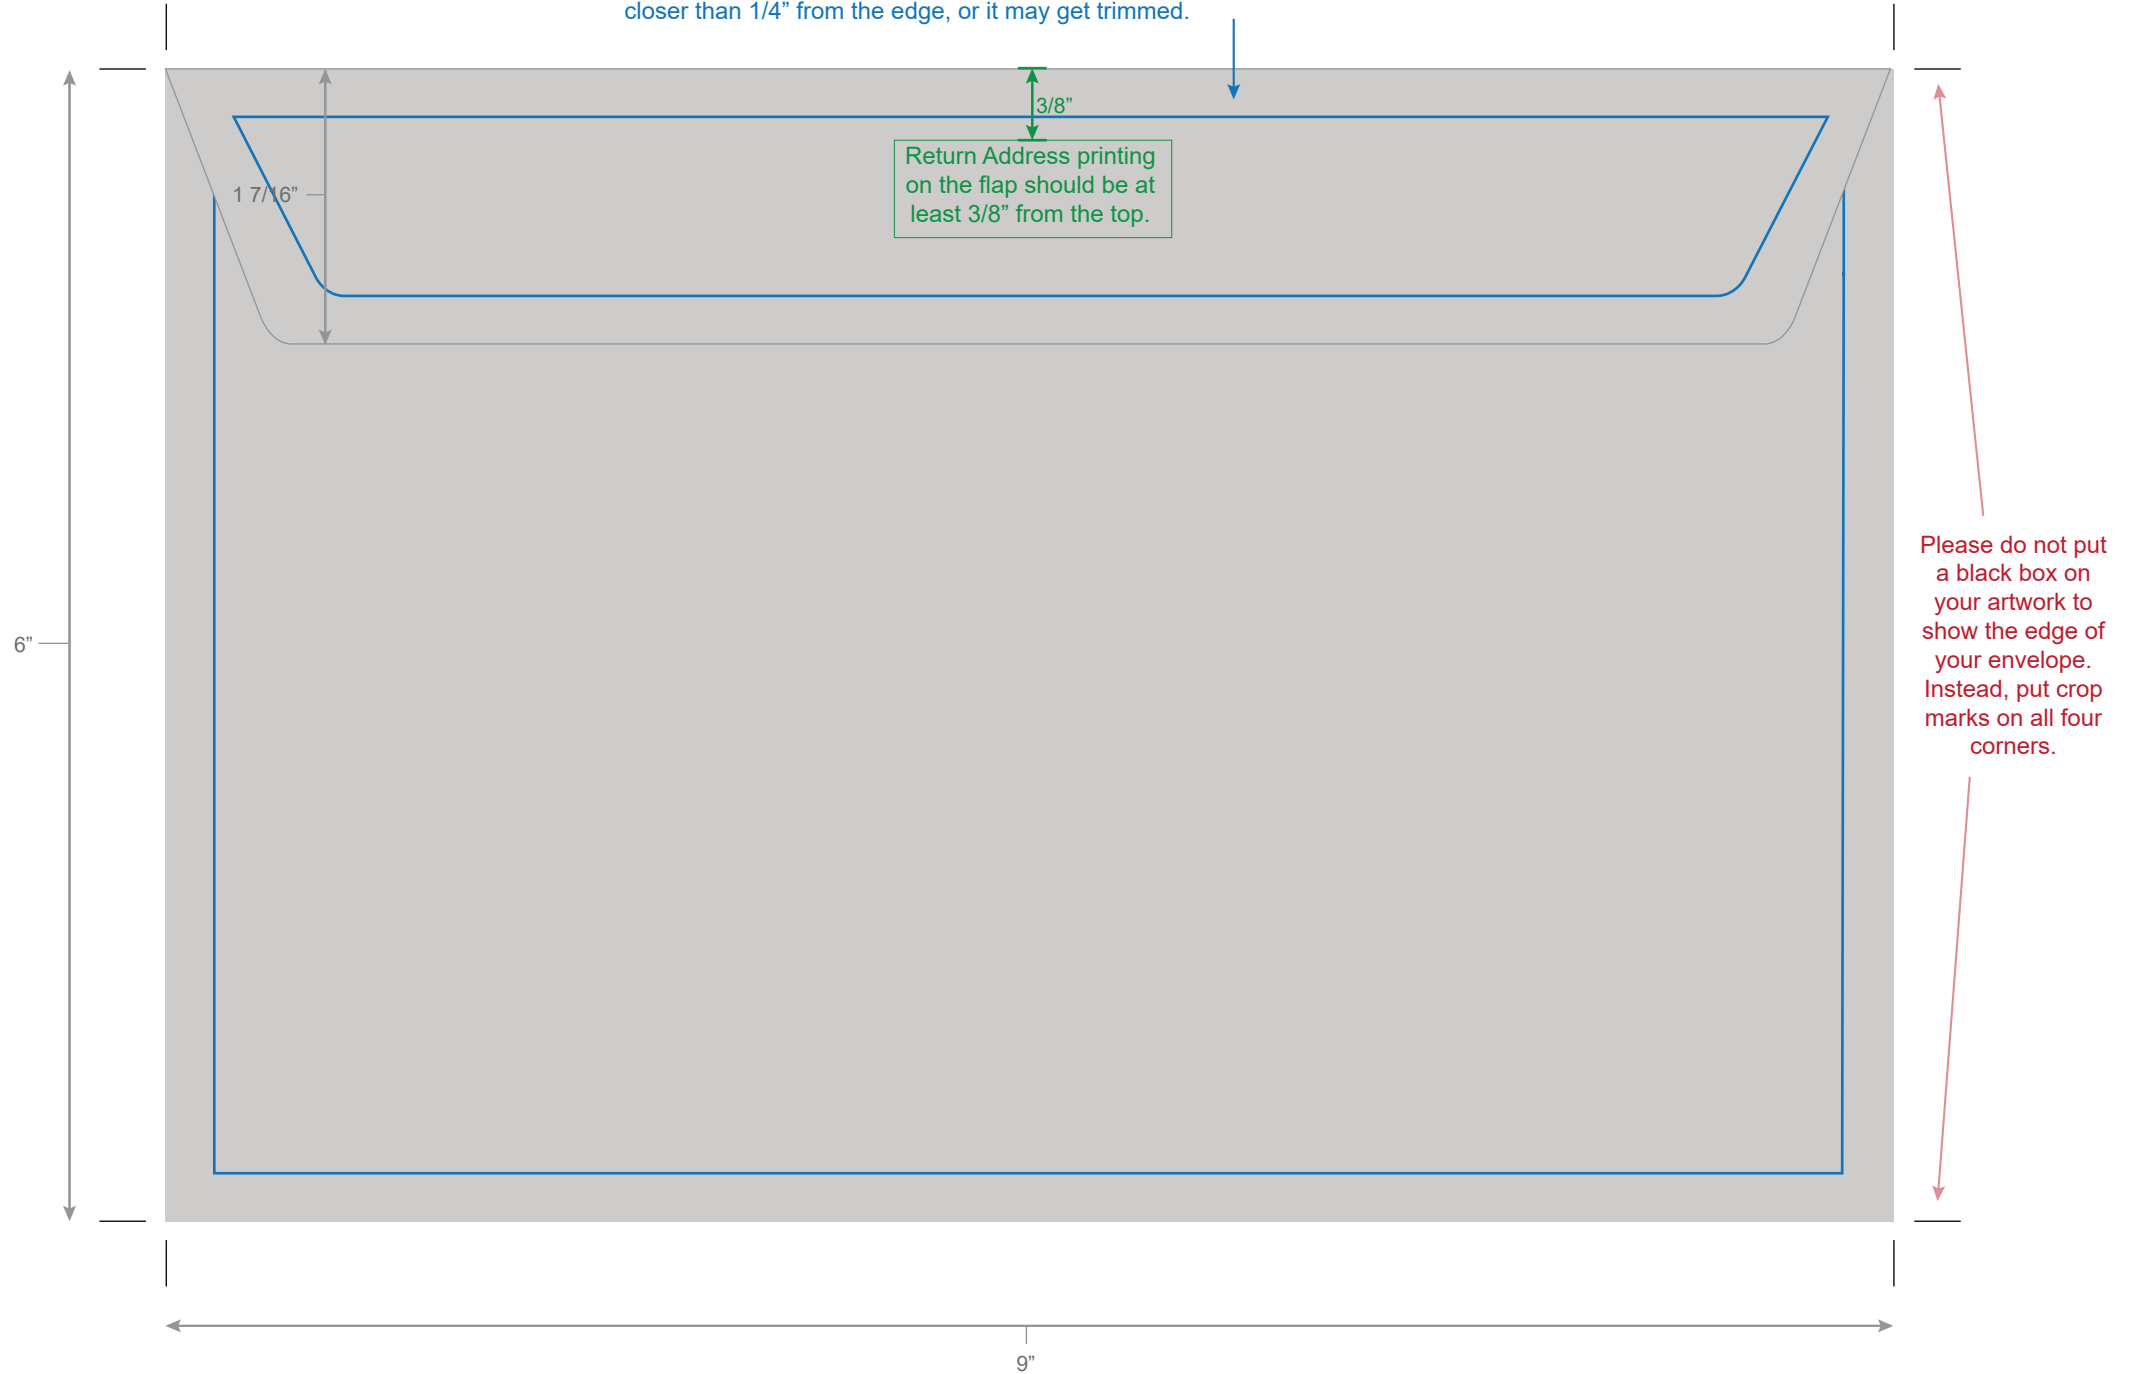 closer than 1/4” from the edge, or it may get trimmed.
3/8”
Return Address printing
on the flap should be at
least 3/8” from the top.
1 7/16”
6”
Please do not put
a black box on
your artwork to
show the edge of
your envelope.
Instead, put crop
marks on all four
corners.
9”